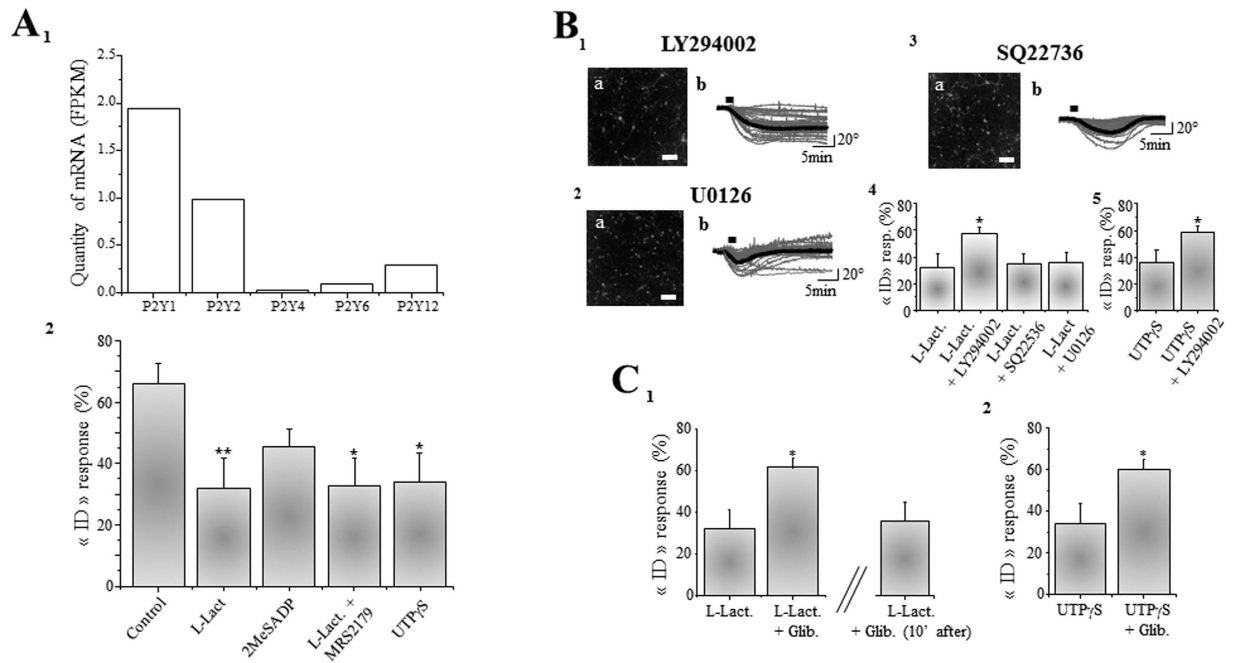 A 1
Quantity of mRNA (FPKM)
2.5
2.0
1.5
1.0
0.5
0.0
P2Y1 P2Y2 P2Y4 P2Y6 P2Y12
2
« ID » response (%)
80
60
40
20
0
** * *
Control
L-Lact
2MeSADP
L-Lact. +
MRS2179
UTPγS
B 1
LY294002
a
b
20°
5min
2
U0126
a
b
20°
5min
3
SQ22736
a
b
20°
5min
4
« ID» resp. (%)
80
60
40
20
0
*
L-Lact.
L-Lact.
+ LY294002
L-Lact.
+ SQ22536
L-Lact
+ U0126
5
« ID» resp. (%)
80
60
40
20
0
*
UTPγS
UTPγS
+ LY294002
C 1
« ID » response (%)
80
60
40
20
0
*
L-Lact.
L-Lact.
+ Glib.
L-Lact.
+ Glib. (10’ after)
2
« ID » response (%)
80
60
40
20
0
*
UTPγS
UTPγS
+ Glib.